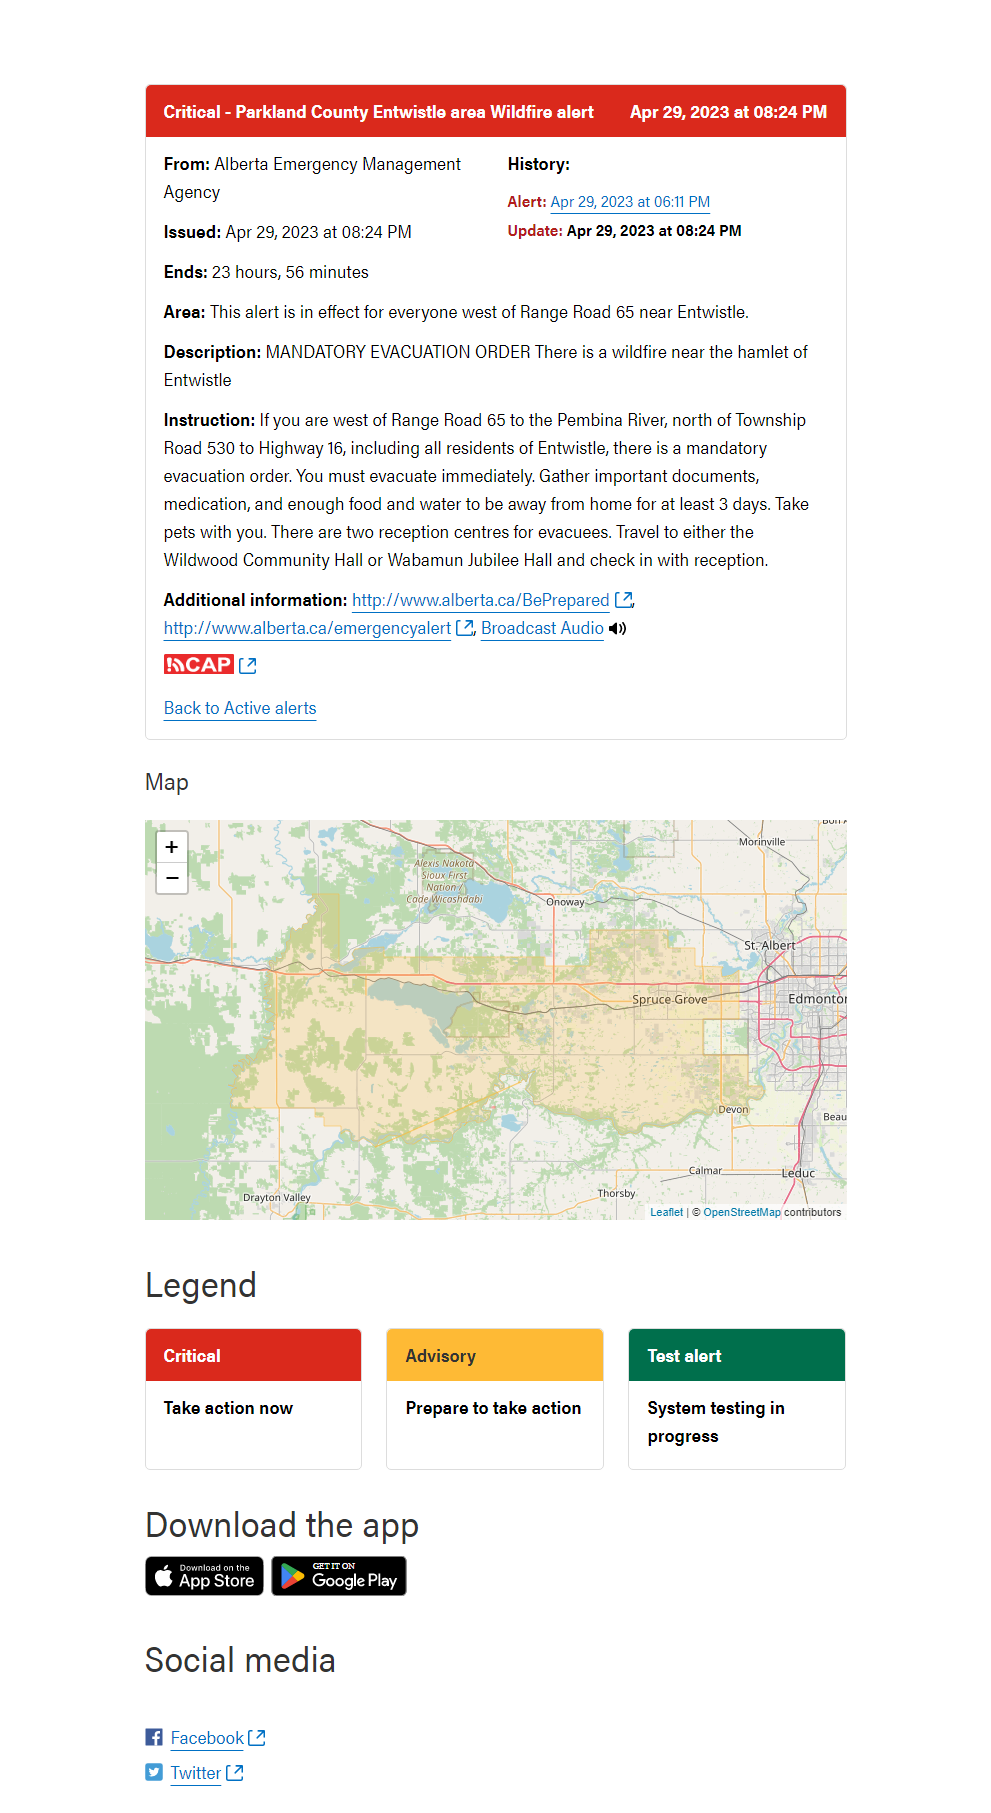 Critical - Parkland County Entwistle area Wildfire alert Apr 29, 2023 at 08:24 PM
From: Alberta Emergency Management
Agency
Issued: Apr 29, 2023 at 08:24 PM
Ends: 23 hours, 56 minutes
History:
Alert: Apr 29, 2023 at 06:11 PM
Update: Apr 29, 2023 at 08:24 PM
Area: This alert is in effect for everyone west of Range Road 65 near Entwistle.
Description: MANDATORY EVACUATION ORDER There is a wildfire near the hamlet of
Entwistle
Instruction: If you are west of Range Road 65 to the Pembina River, north of Township
Road 530 to Highway 16, including all residents of Entwistle, there is a mandatory
evacuation order. You must evacuate immediately. Gather important documents,
medication, and enough food and water to be away from home for at least 3 days. Take
pets with you. There are two reception centres for evacuees. Travel to either the
Wildwood Community Hall or Wabamun Jubilee Hall and check in with reception.
Additional information: http://www.alberta.ca/BePrepared ,
http://www.alberta.ca/emergencyalert , Broadcast Audio
CAP
Back to Active alerts
Map
+
−
Bon A
Morinville
Alexis Nakota
Sioux First
Nation /
Cade Wicashdabi
Onoway
St. Albert
Spruce Grove
Edmonton
Devon
Beau
Calmar
Leduc
Thorsby
Drayton Valley
Leaflet | © OpenStreetMap contributors
Legend
Critical
Take action now
Advisory
Prepare to take action
Test alert
System testing in
progress
Download the app
Download on the
App Store
GET IT ON
Google Play
Social media
Facebook
Twitter